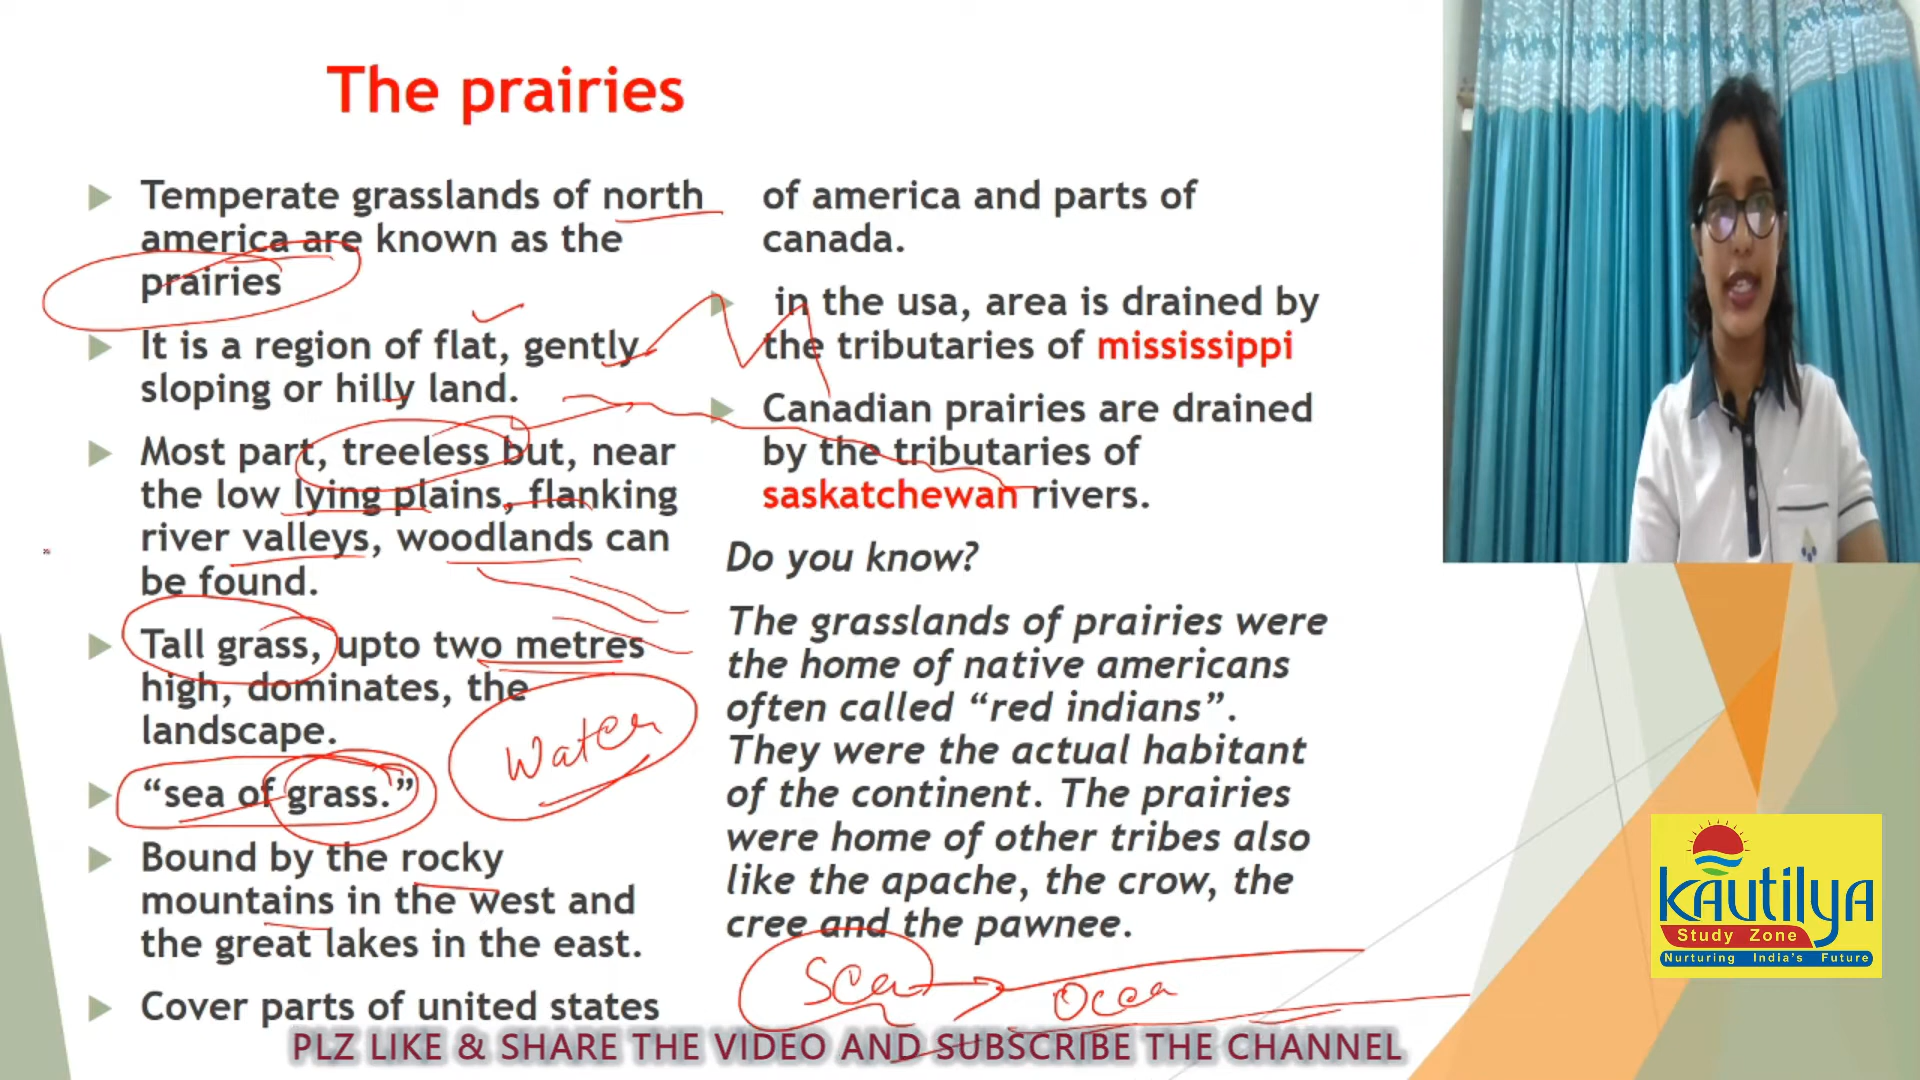 The prairies
Temperate grasslands of north
america are known as the
prairies
It is a region of flat, gently
sloping or hilly land.
Most part, treeless but, near
the low lying plains, flanking
river valleys, woodlands can
be found.
Tall grass, upto two metres
high, dominates, the
landscape.
Water
“sea of grass.”
Bound by the rocky
mountains in the west and
the great lakes in the east.
Cover parts of united states
of america and parts of
canada.
in the usa, area is drained by
the tributaries of mississippi
Canadian prairies are drained
by the tributaries of
saskatchewan rivers.
Do you know?
The grasslands of prairies were
the home of native americans
often called “red indians”.
They were the actual habitant
of the continent. The prairies
were home of other tribes also
like the apache, the crow, the
cree and the pawnee.
Sea
Ocea
Kautilya
Study Zone
Nurturing India's Future
PLZ LIKE & SHARE THE VIDEO AND SUBSCRIBE THE CHANNEL